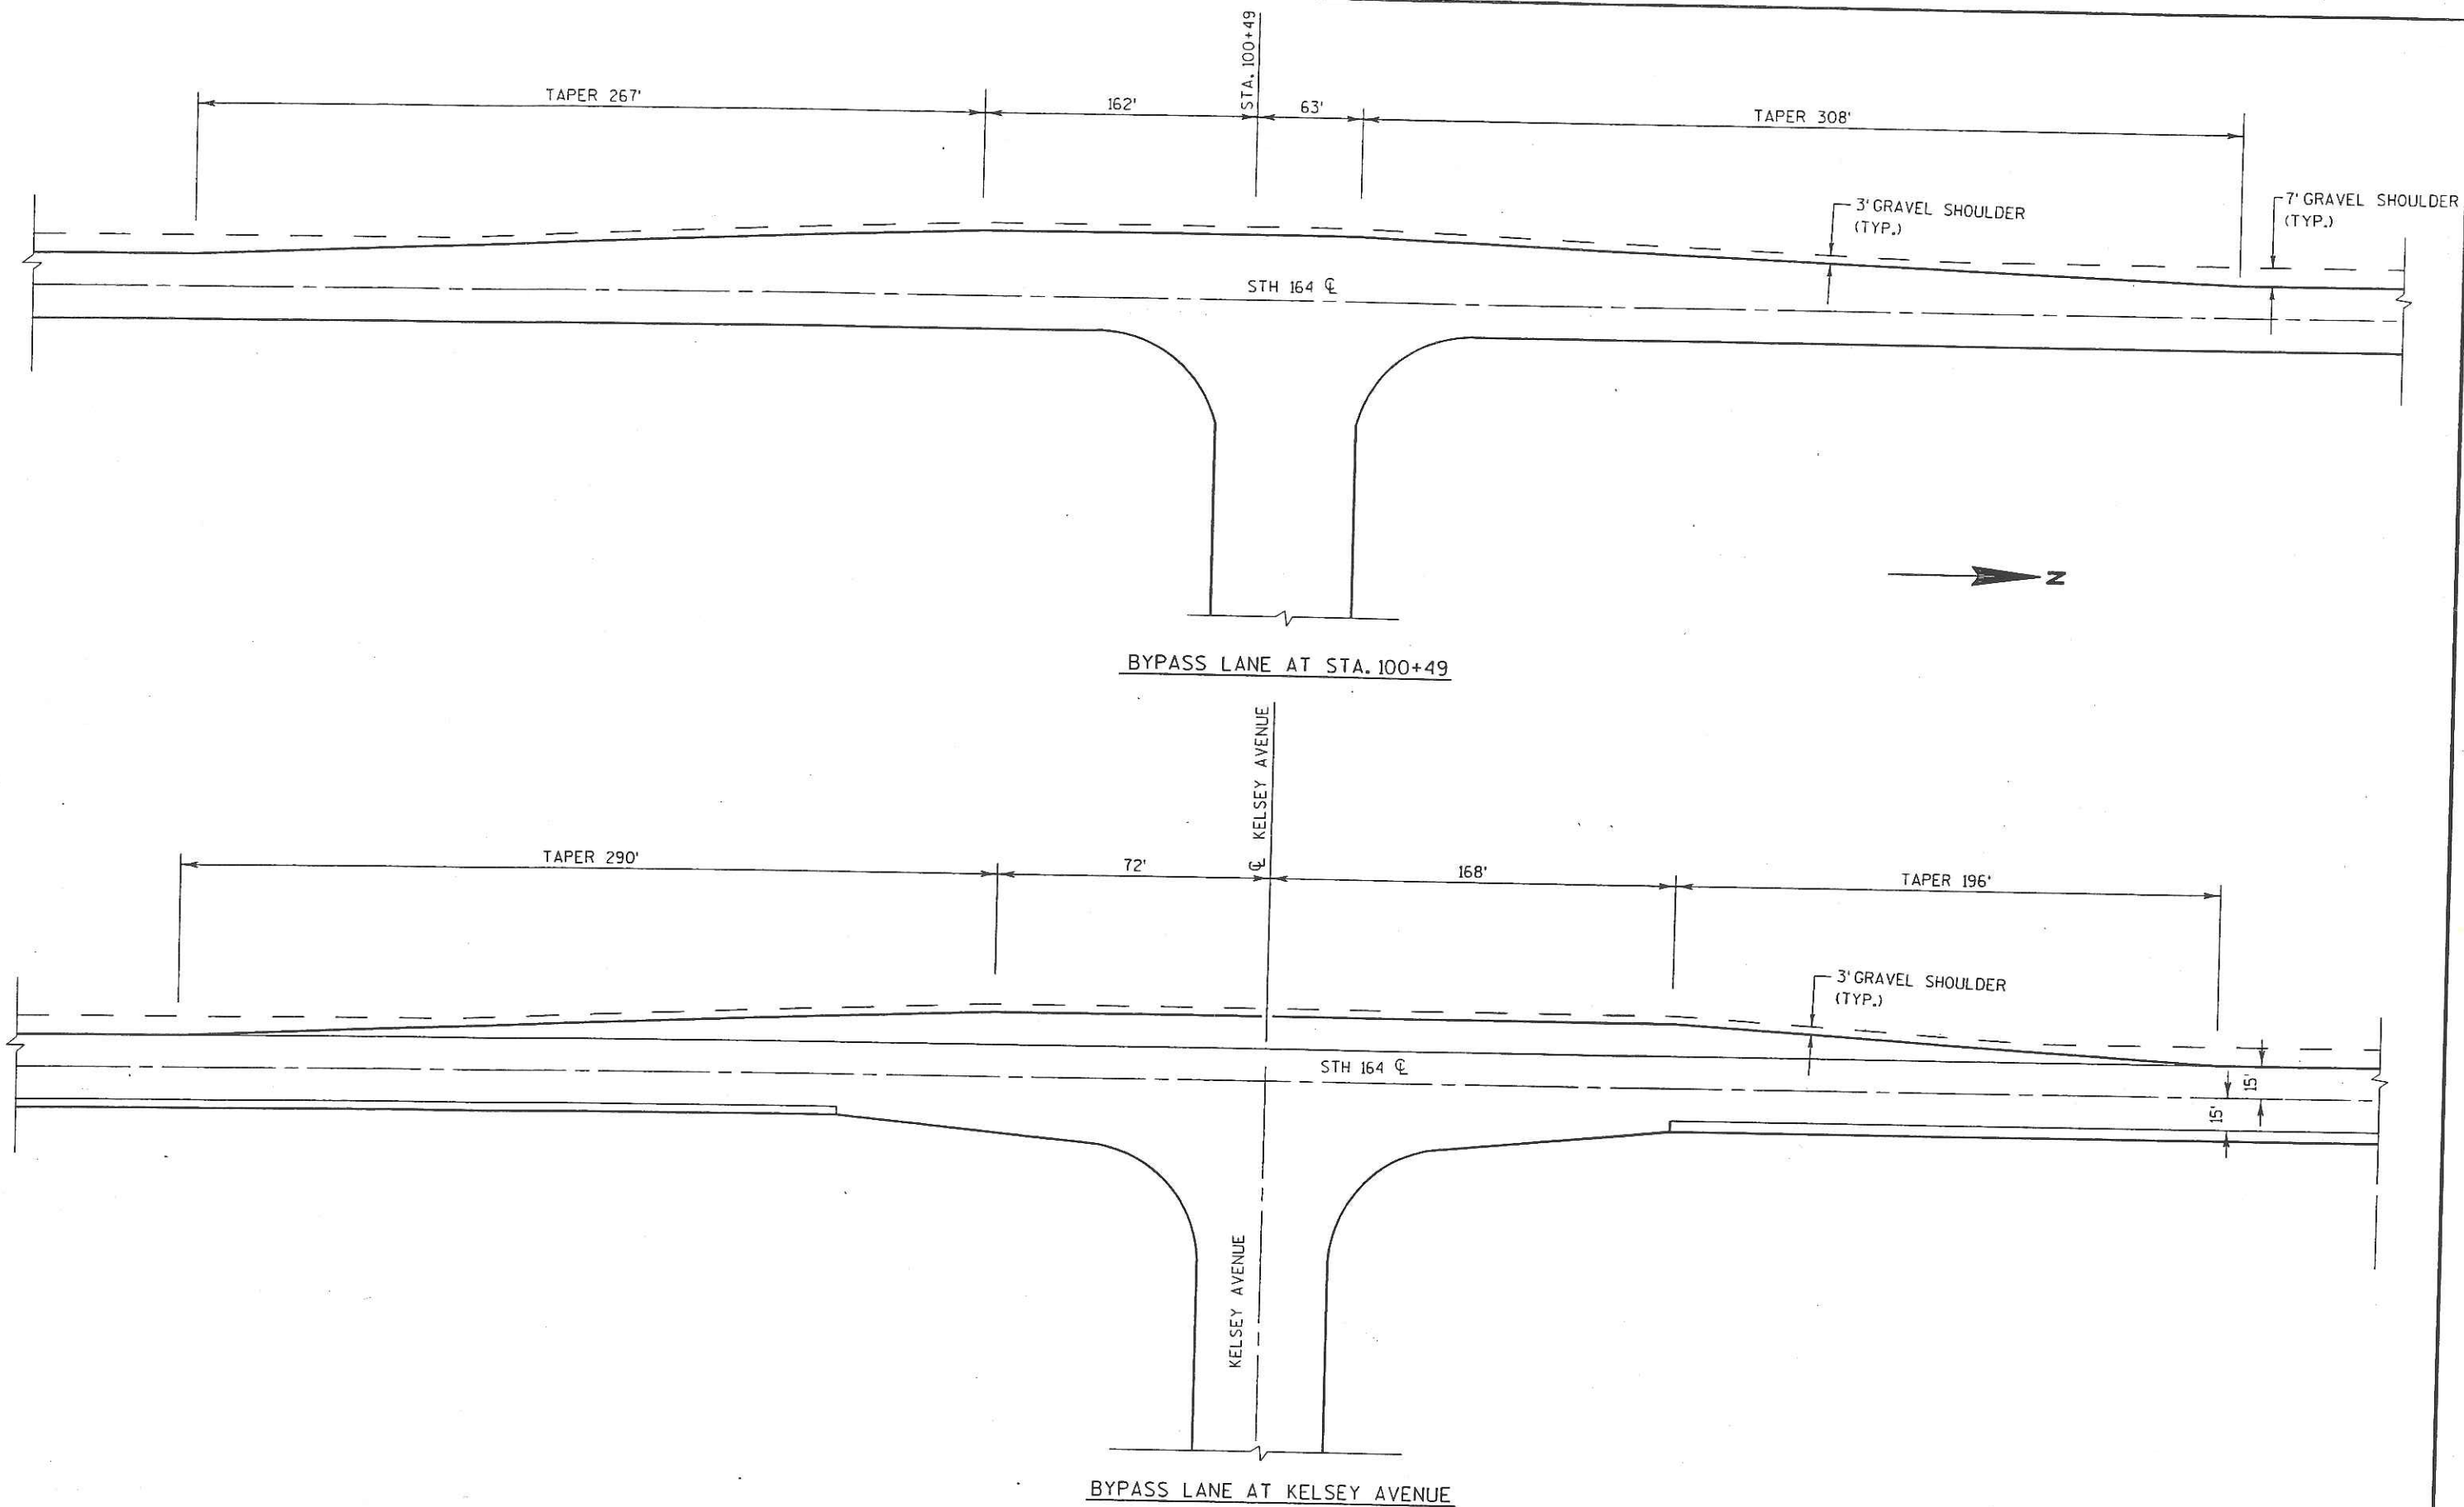 STA. 100+49
TAPER 267'
162'
63'
TAPER 308'
3' GRAVEL SHOULDER
(TYP.)
7' GRAVEL SHOULDER
(TYP.)
STH 164 ℄
N
BYPASS LANE AT STA. 100+49
℄ KELSEY AVENUE
TAPER 290'
72'
168'
TAPER 196'
3' GRAVEL SHOULDER
(TYP.)
STH 164 ℄
15'
15'
KELSEY AVENUE
BYPASS LANE AT KELSEY AVENUE